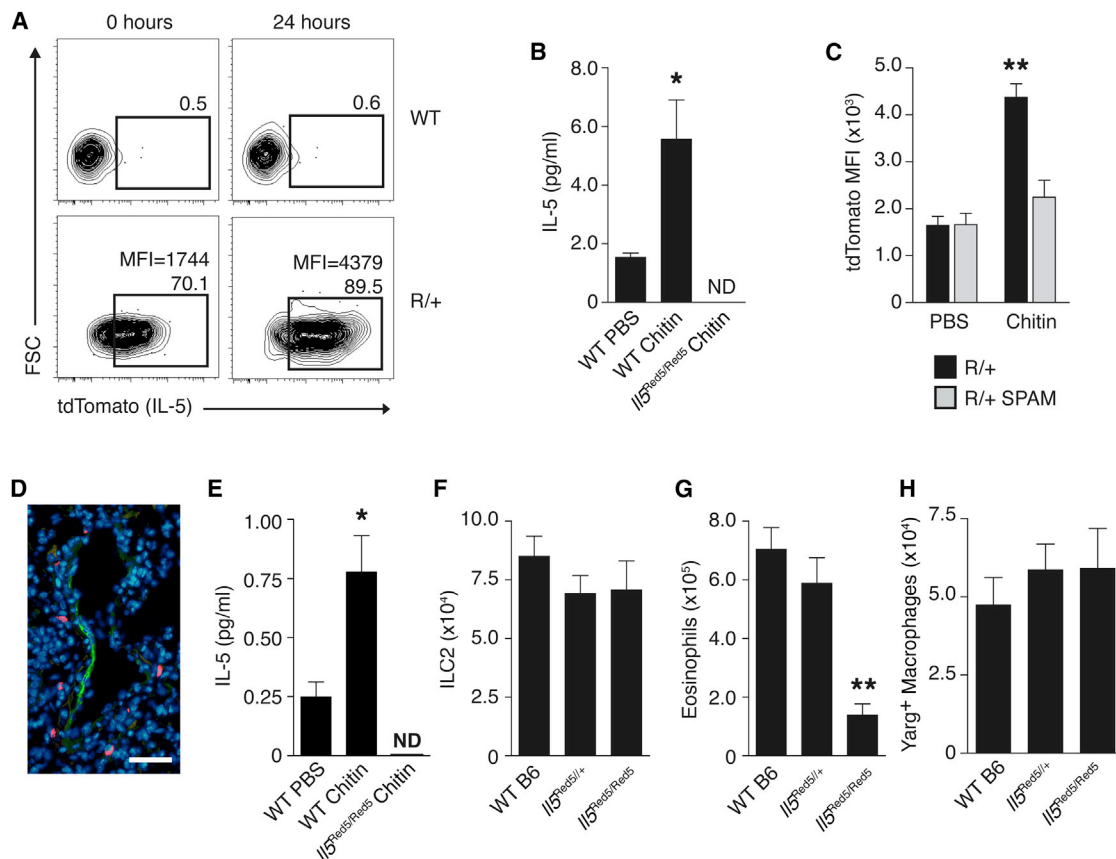 A
0 hours
24 hours
0.5
0.6
WT
MFI=1744
70.1
MFI=4379
89.5
R/+
FSC
tdTomato (IL-5)
B
8.0
6.0
4.0
2.0
0
IL-5 (pg/ml)
*
ND
WT PBS
WT Chitin
Il5Red5/Red5 Chitin
C
5.0
4.0
3.0
2.0
1.0
0
tdTomato MFI (x10³)
**
PBS
Chitin
R/+
R/+ SPAM
D
E
1.00
0.75
0.50
0.25
0
IL-5 (pg/ml)
*
ND
WT PBS
WT Chitin
Il5Red5/Red5 Chitin
F
10.0
7.5
5.0
2.5
0
ILC2 (x10⁴)
WT B6
Il5Red5//+
Il5Red5/Red5
G
8.0
6.0
4.0
2.0
0
Eosinophils (x10⁵)
**
WT B6
Il5Red5//+
Il5Red5/Red5
H
7.5
5.0
2.5
0
Yarg⁺ Macrophages (x10⁴)
WT B6
Il5Red5//+
Il5Red5/Red5